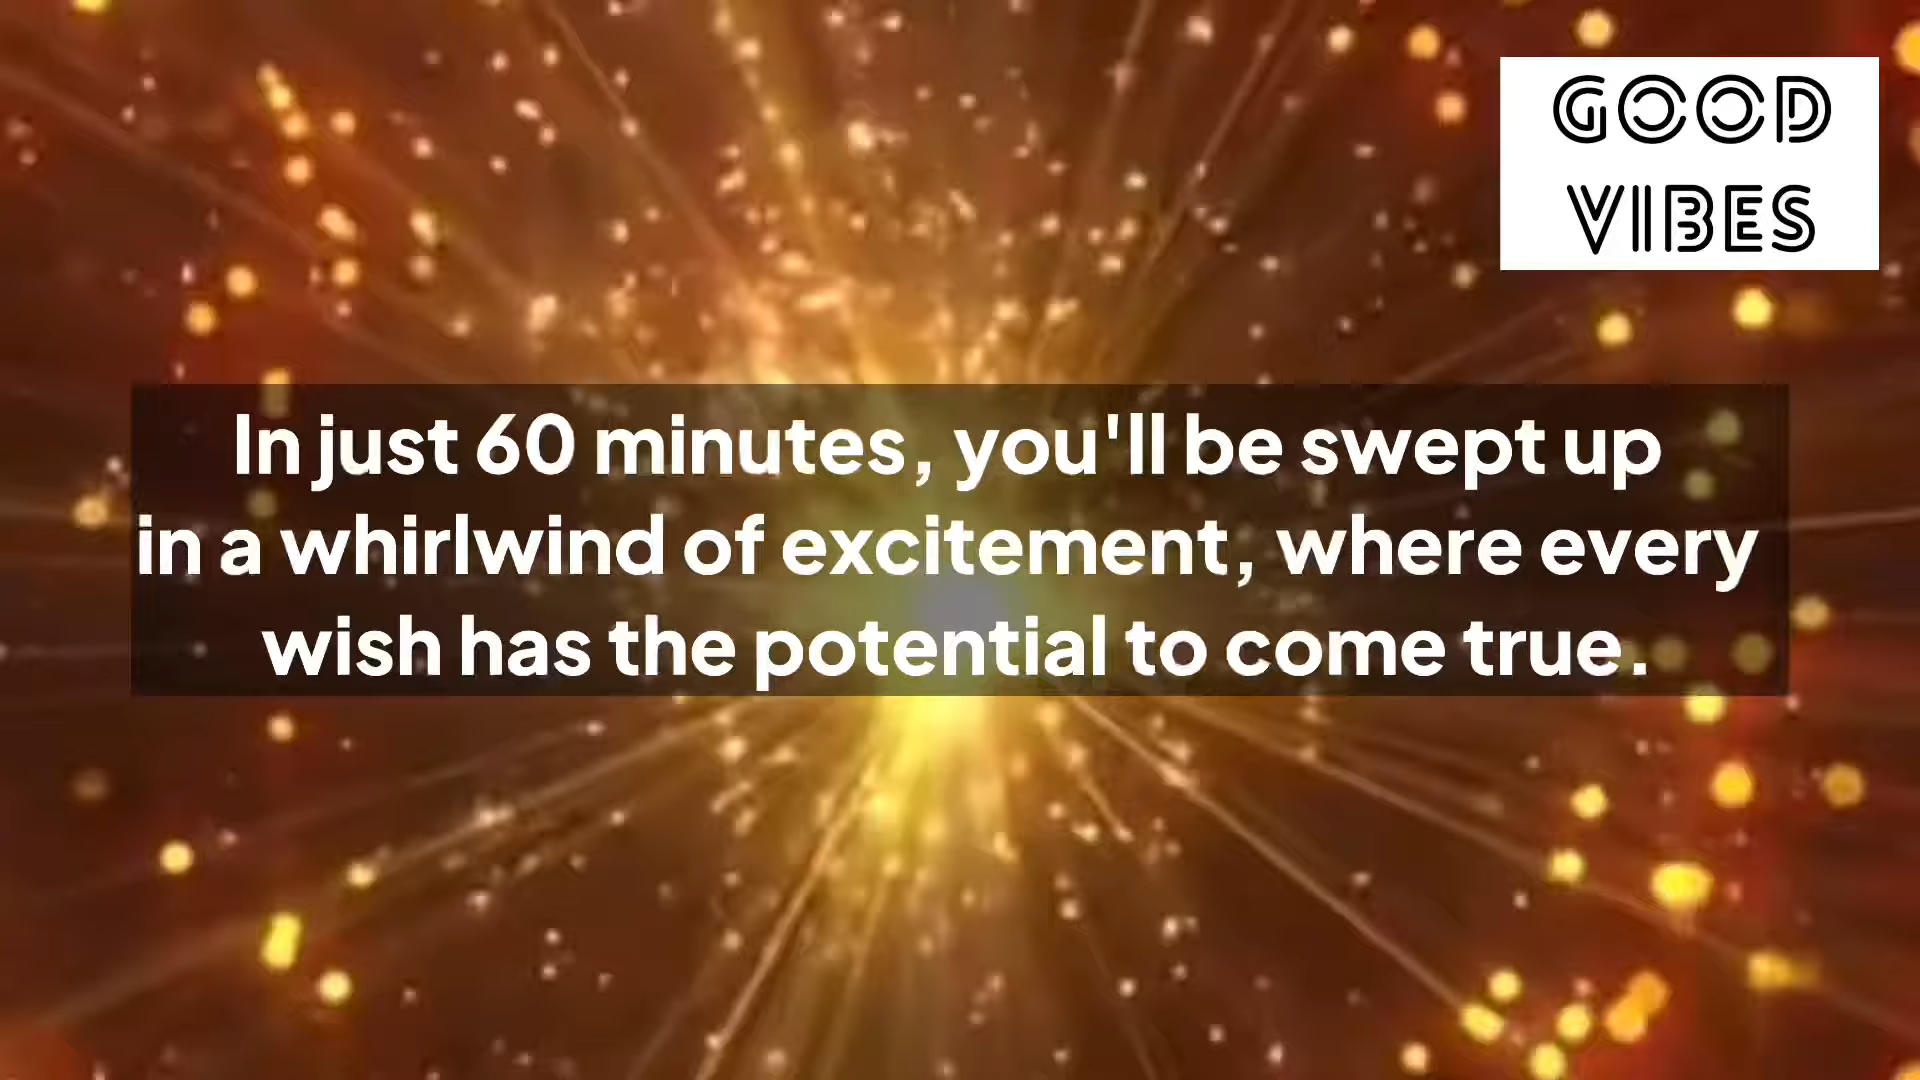 GOOD
VIBES
In just 60 minutes, you'll be swept up
in a whirlwind of excitement, where every
wish has the potential to come true.